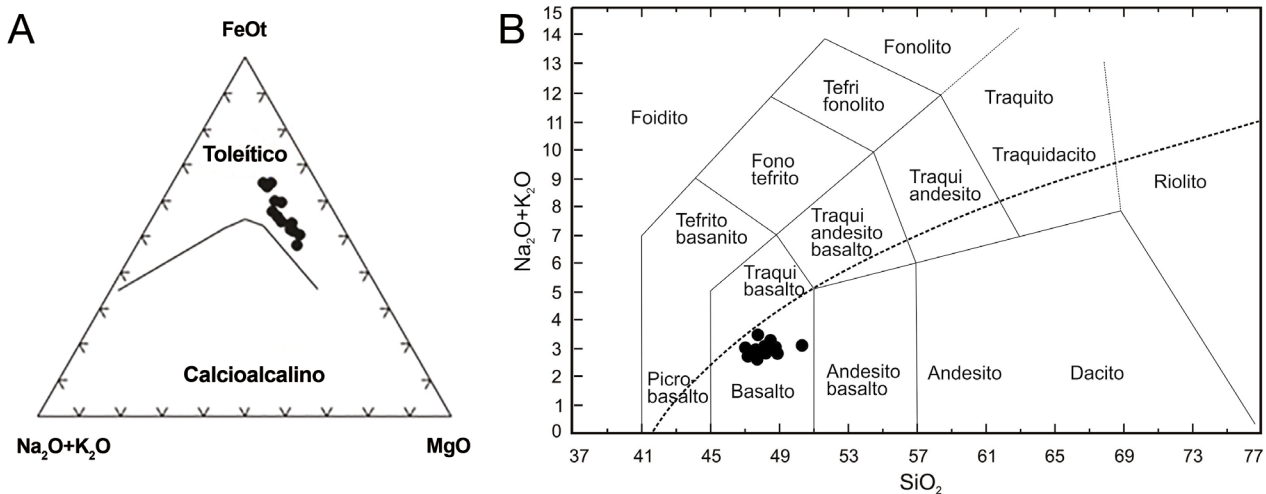 A
FeOt
Toleítico
Calcioalcalino
Na₂O+K₂O
MgO
B
Na₂O+K₂O
15
14
13
12
11
10
9
8
7
6
5
4
3
2
1
0
Fonolito
Tefri
fonolito
Traquito
Foidito
Fono
tefrito
Traquidacito
Riolito
Traqui
andesito
Tefrito
basanito
Traqui
andesito
basalto
Traqui
basalto
Picro
basalto
Basalto
Andesito
basalto
Andesito
Dacito
37 41 45 49 53 57 61 65 69 73 77
SiO₂